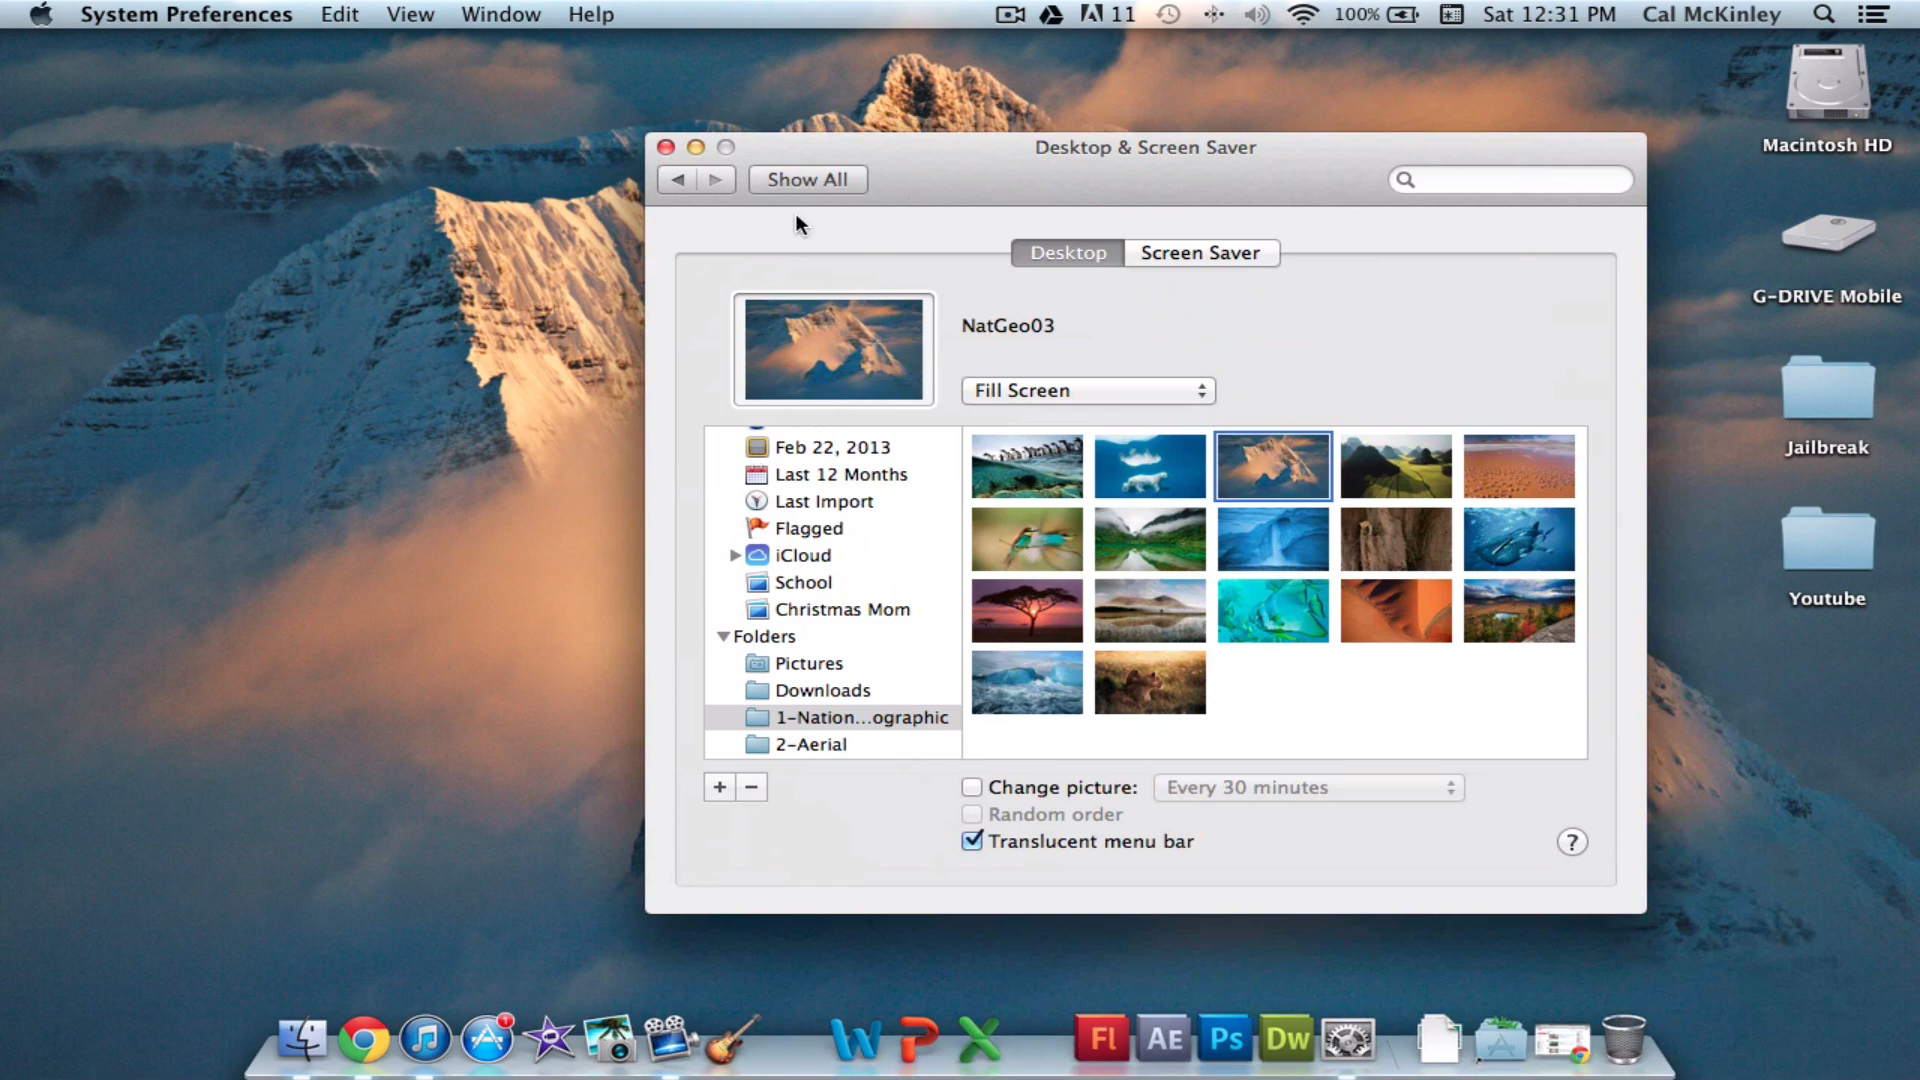 System Preferences Edit View Window Help 11 100% Sat 12:31 PM Cal McKinley
Desktop & Screen Saver
Show All
Desktop Screen Saver
NatGeo03
Fill Screen
Feb 22, 2013
Last 12 Months
Last Import
Flagged
iCloud
School
Christmas Mom
Folders
Pictures
Downloads
1-Nation...ographic
2-Aerial
+ −
Change picture: Every 30 minutes
Random order
Translucent menu bar
?
Macintosh HD
G-DRIVE Mobile
Jailbreak
Youtube
1
W P X Fl AE Ps Dw